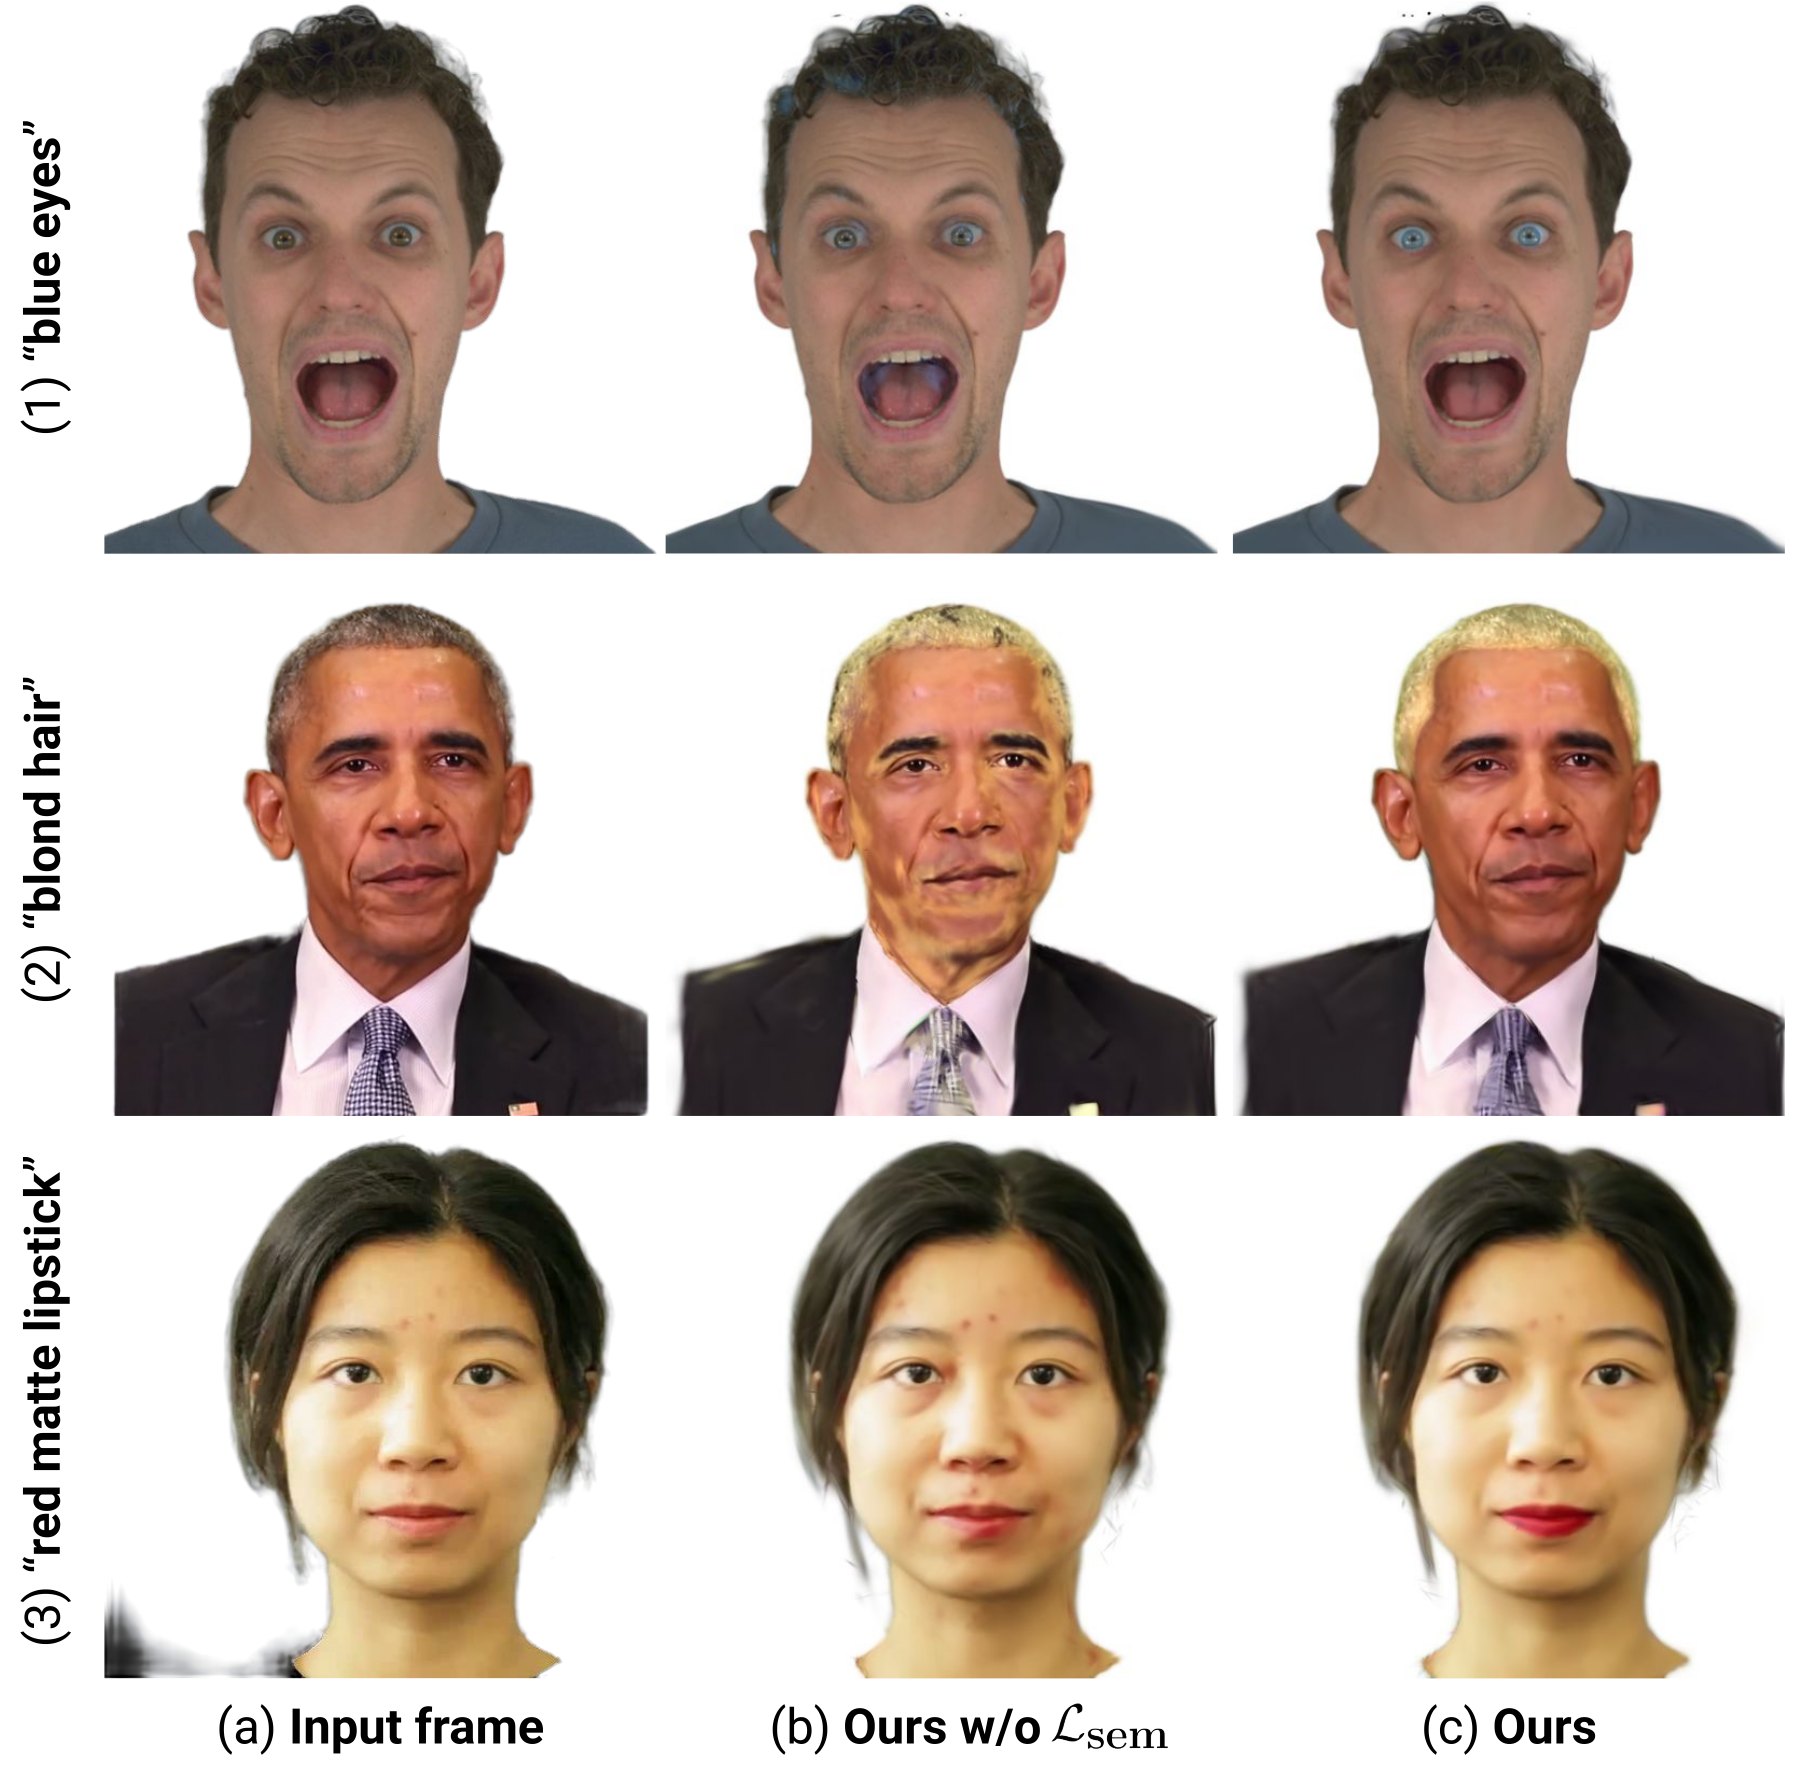 (1) “blue eyes”
(2) “blond hair”
(3) “red matte lipstick”
(a) Input frame
(b) Ours w/o ℒsem
(c) Ours